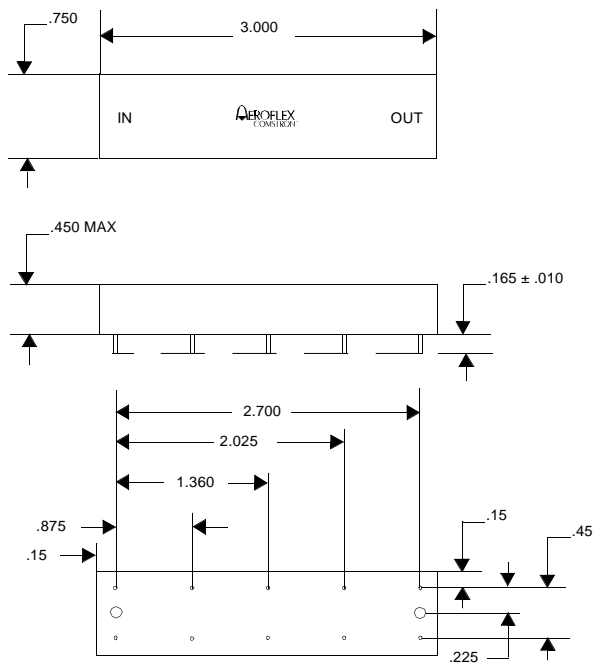 .750
3.000
IN
AEROFLEX
COMSTRON
OUT
.450 MAX
.165 ± .010
2.700
2.025
1.360
.875
.15
.15
.45
.225